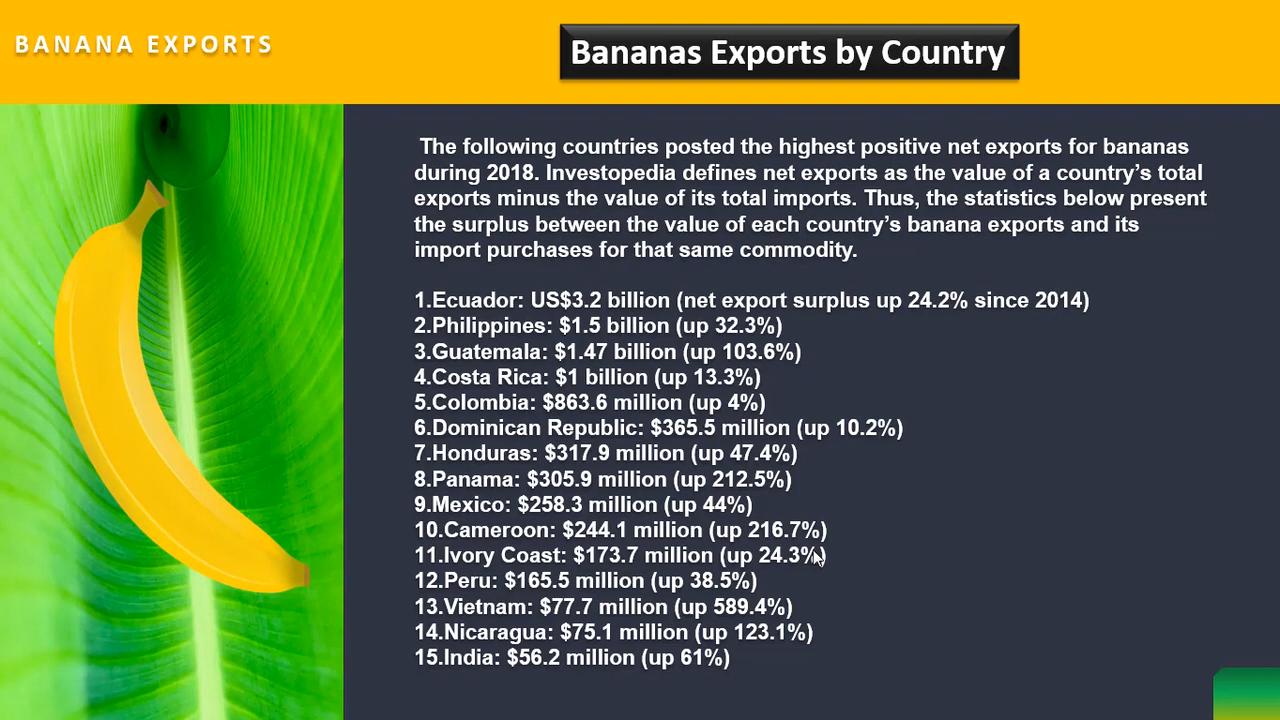 BANANA EXPORTS
Bananas Exports by Country
The following countries posted the highest positive net exports for bananas
during 2018. Investopedia defines net exports as the value of a country’s total
exports minus the value of its total imports. Thus, the statistics below present
the surplus between the value of each country’s banana exports and its
import purchases for that same commodity.
1.Ecuador: US$3.2 billion (net export surplus up 24.2% since 2014)
2.Philippines: $1.5 billion (up 32.3%)
3.Guatemala: $1.47 billion (up 103.6%)
4.Costa Rica: $1 billion (up 13.3%)
5.Colombia: $863.6 million (up 4%)
6.Dominican Republic: $365.5 million (up 10.2%)
7.Honduras: $317.9 million (up 47.4%)
8.Panama: $305.9 million (up 212.5%)
9.Mexico: $258.3 million (up 44%)
10.Cameroon: $244.1 million (up 216.7%)
11.Ivory Coast: $173.7 million (up 24.3%)
12.Peru: $165.5 million (up 38.5%)
13.Vietnam: $77.7 million (up 589.4%)
14.Nicaragua: $75.1 million (up 123.1%)
15.India: $56.2 million (up 61%)